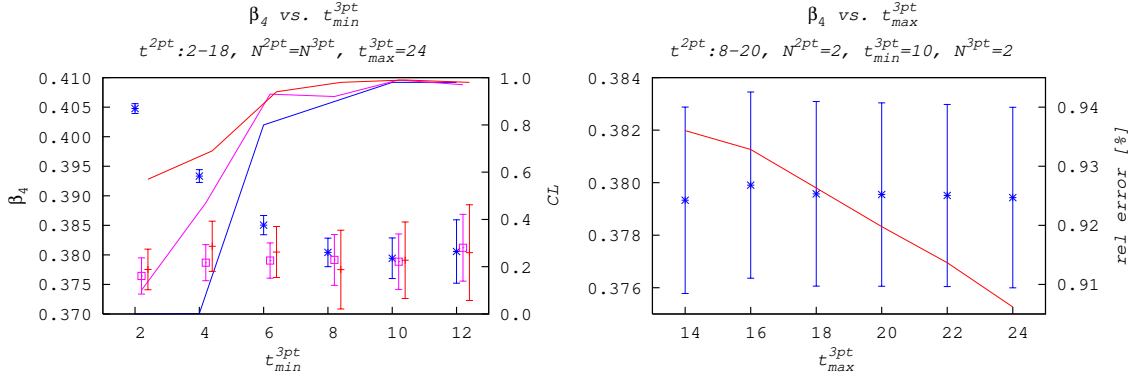 β4 vs. t^3pt_min
t^2pt:2–18, N^2pt=N^3pt, t^3pt_max=24
0.410
0.405
0.400
0.395
0.390
0.385
0.380
0.375
0.370
β4
1.0
0.8
0.6
0.4
0.2
0.0
CL
2 4 6 8 10 12
t^3pt_min
β4 vs. t^3pt_max
t^2pt:8–20, N^2pt=2, t^3pt_min=10, N^3pt=2
0.384
0.382
0.380
0.378
0.376
0.94
0.93
0.92
0.91
rel error [%]
14 16 18 20 22 24
t^3pt_max